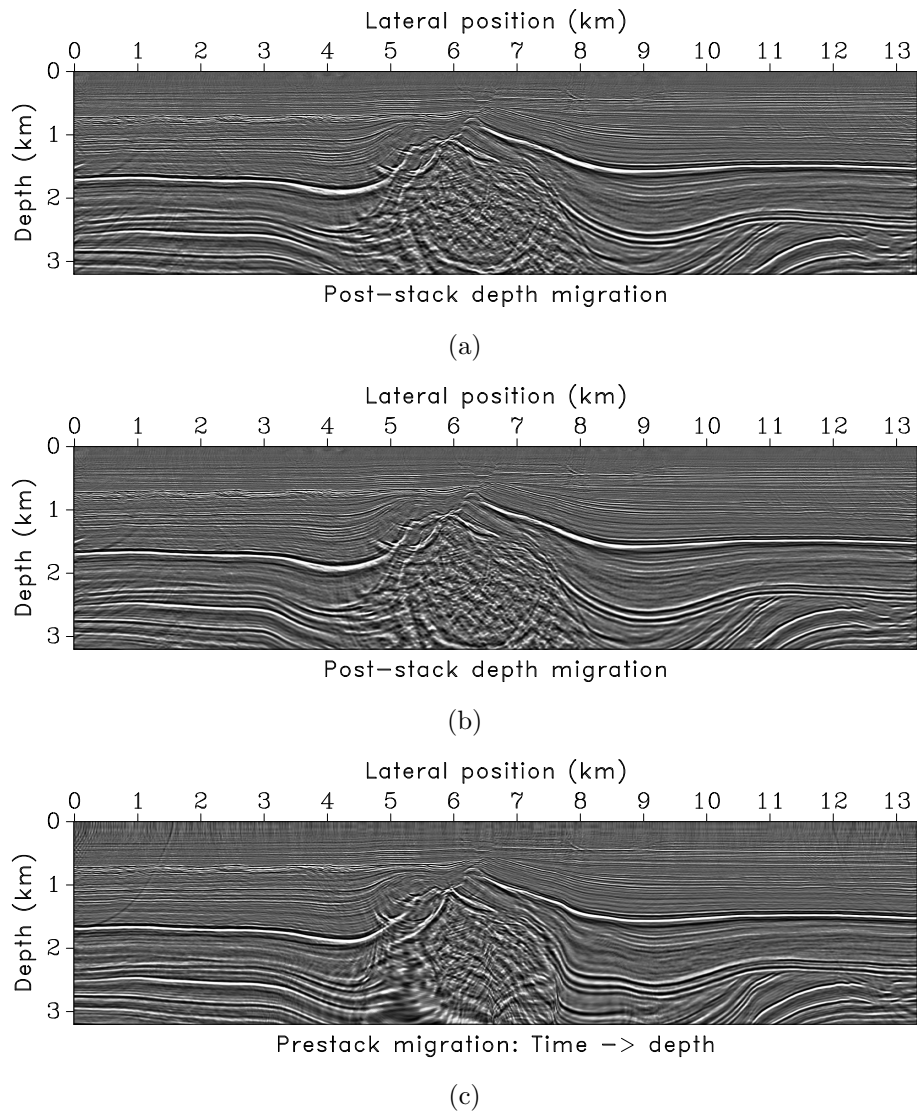 Lateral position (km)
0 1 2 3 4 5 6 7 8 9 10 11 12 13
0
1
2
3
Depth (km)
Post-stack depth migration
(a)
Lateral position (km)
0 1 2 3 4 5 6 7 8 9 10 11 12 13
0
1
2
3
Depth (km)
Post-stack depth migration
(b)
Lateral position (km)
0 1 2 3 4 5 6 7 8 9 10 11 12 13
0
1
2
3
Depth (km)
Prestack migration: Time -> depth
(c)